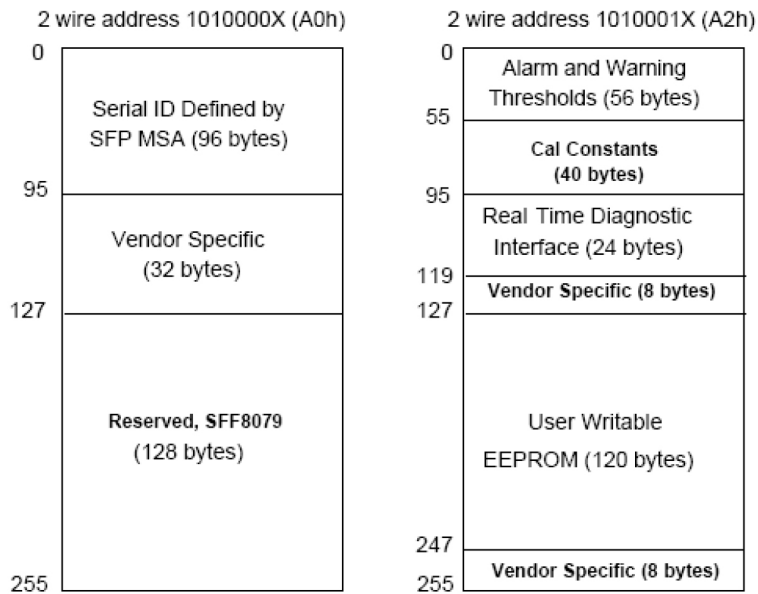 2 wire address 1010000X (A0h)
0
Serial ID Defined by
SFP MSA (96 bytes)
95
Vendor Specific
(32 bytes)
127
Reserved, SFF8079
(128 bytes)
255
2 wire address 1010001X (A2h)
0
Alarm and Warning
Thresholds (56 bytes)
55
Cal Constants
(40 bytes)
95
Real Time Diagnostic
Interface (24 bytes)
119
Vendor Specific (8 bytes)
127
User Writable
EEPROM (120 bytes)
247
Vendor Specific (8 bytes)
255